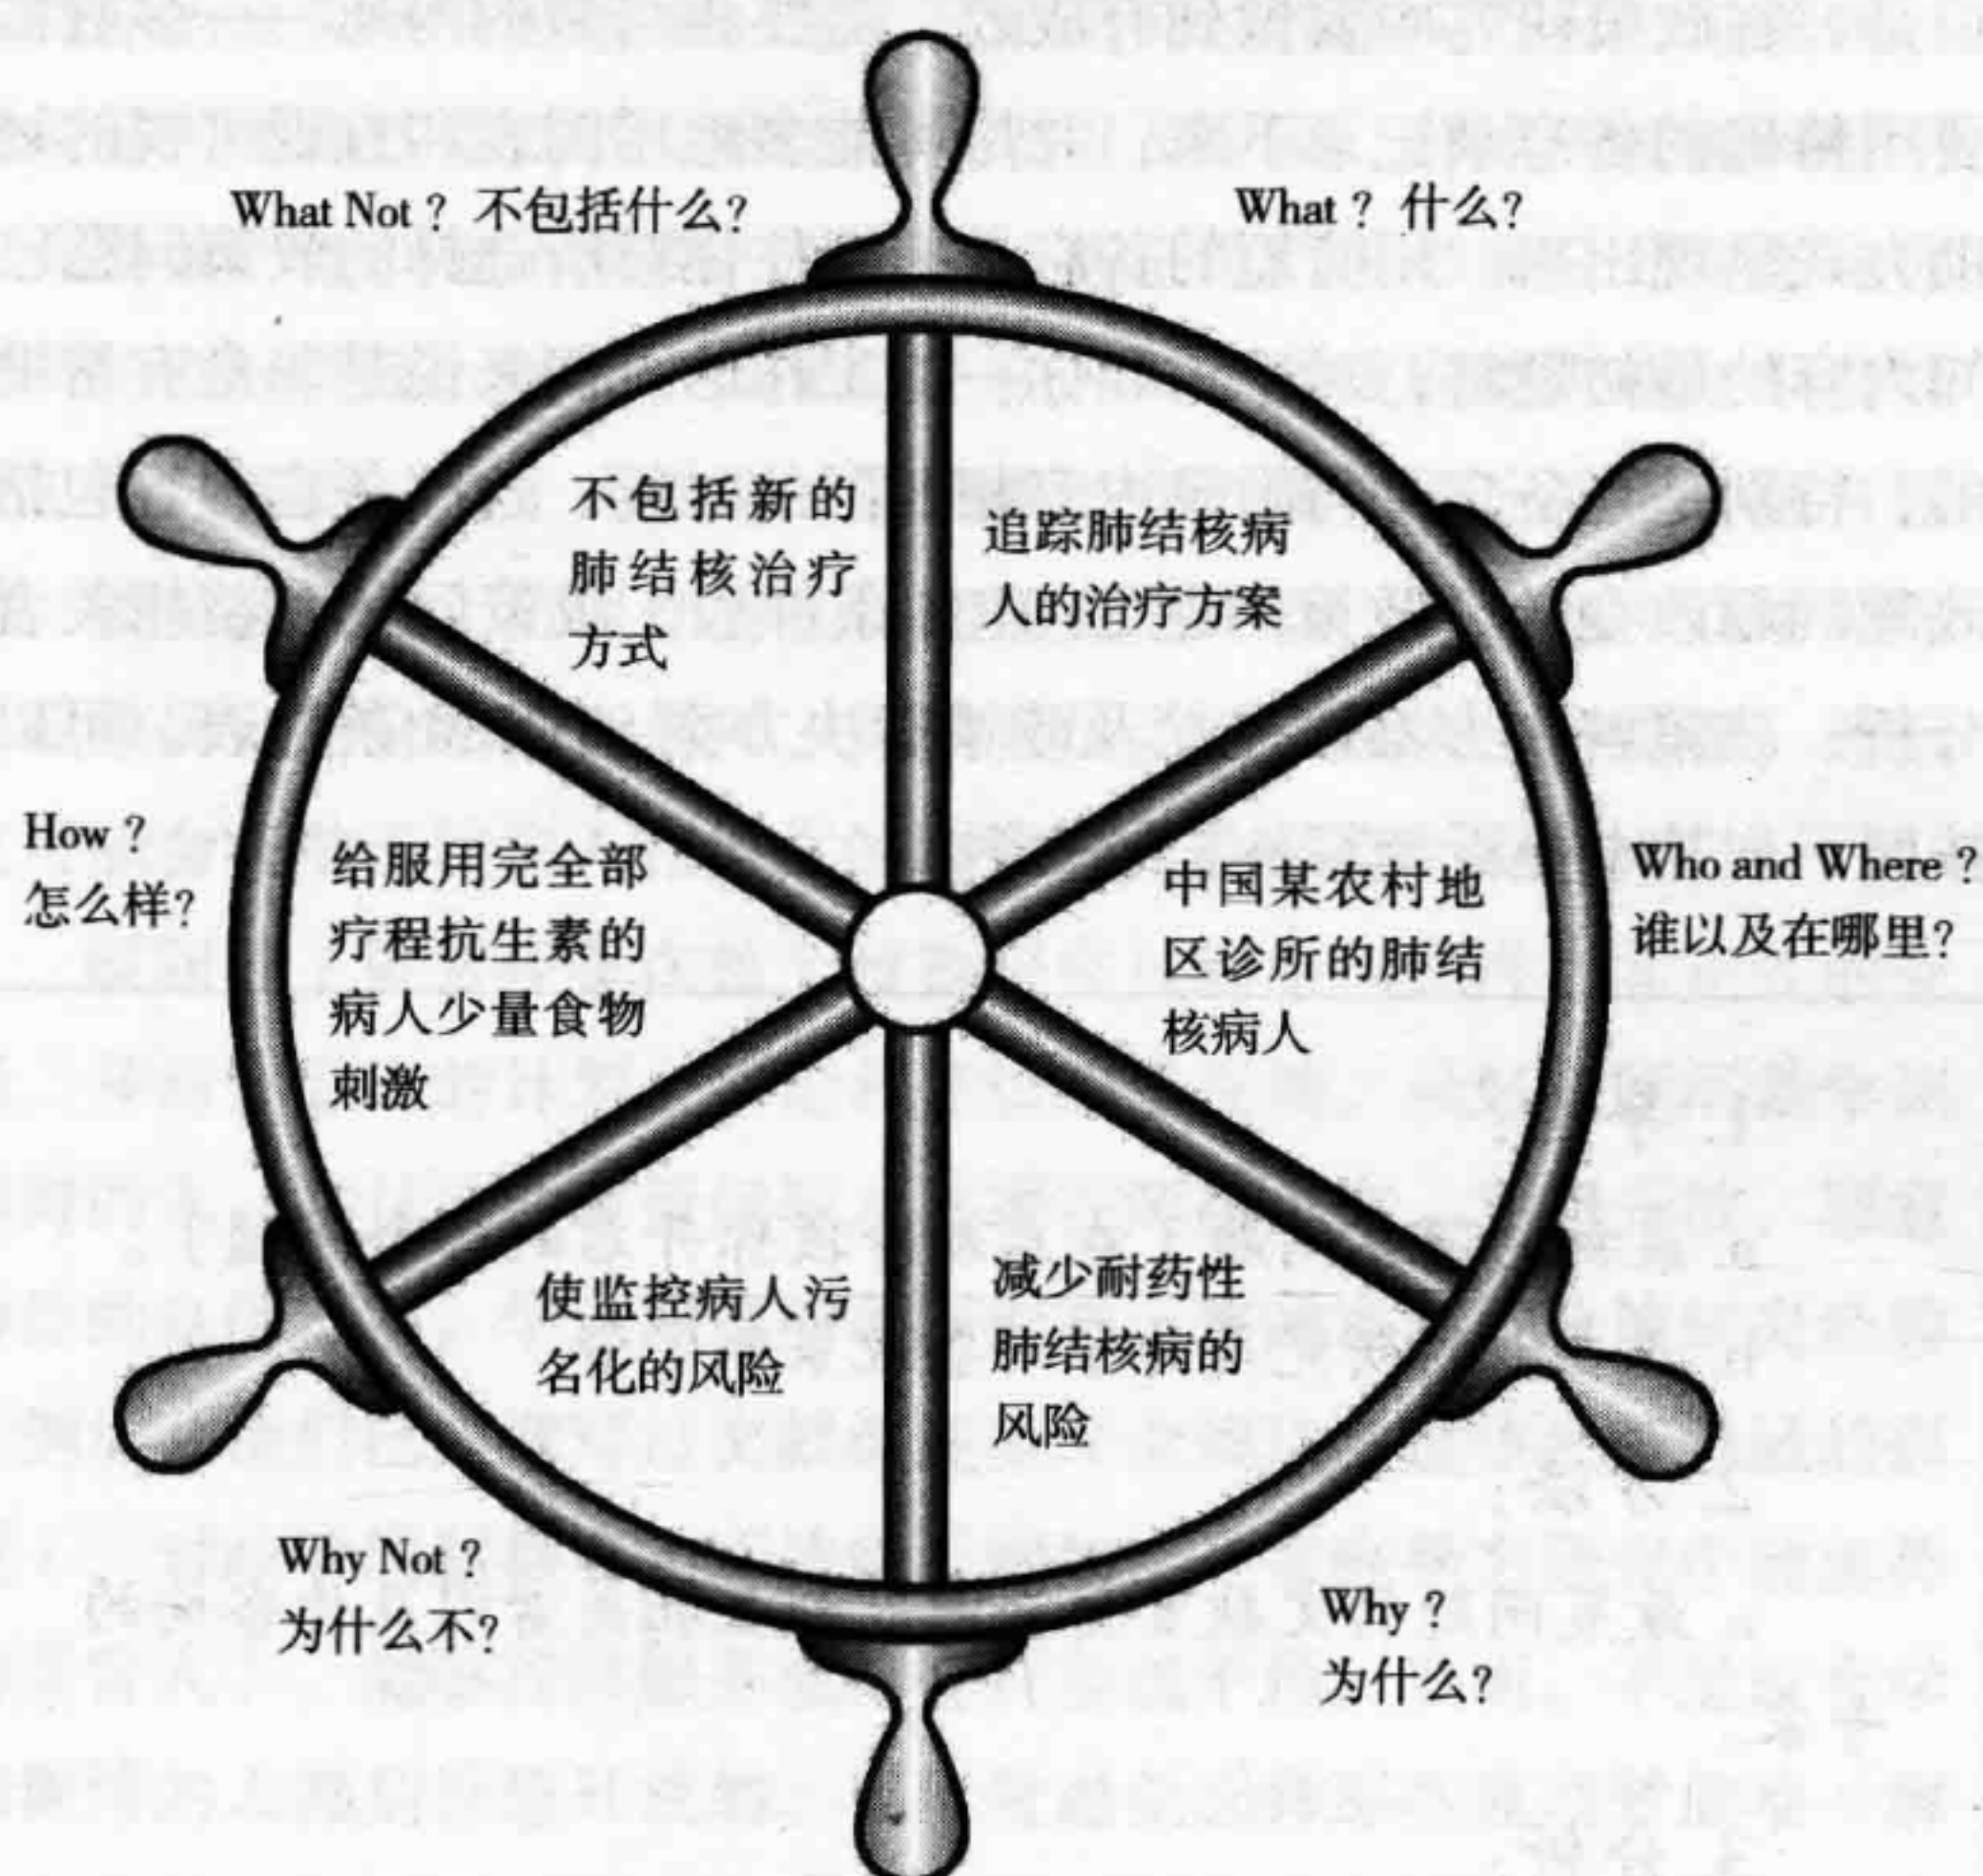 What Not？不包括什么？
What？什么？
不包括新的
肺结核治疗
方式
追踪肺结核病
人的治疗方案
How？
怎么样？
给服用完全部
疗程抗生素的
病人少量食物
刺激
中国某农村地
区诊所的肺结
核病人
Who and Where？
谁以及在哪里？
使监控病人污
名化的风险
减少耐药性
肺结核病的
风险
Why Not？
为什么不？
Why？
为什么？